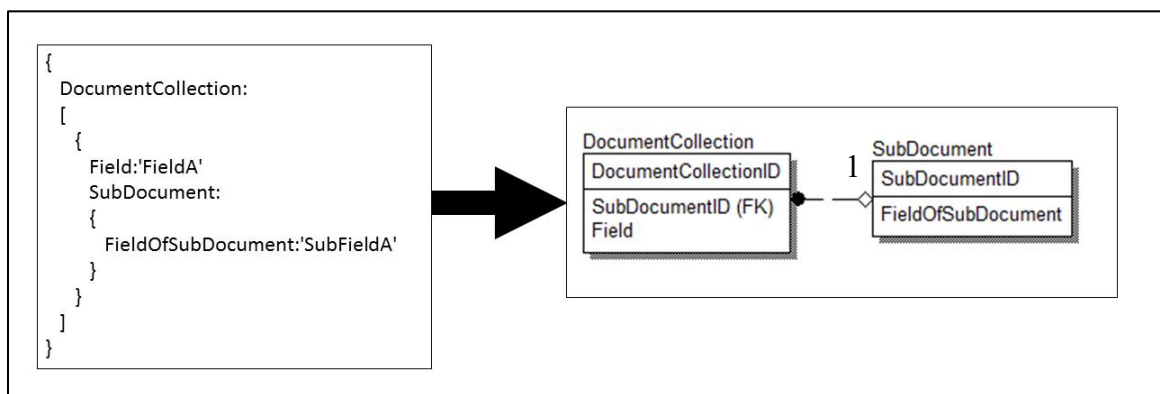 {
DocumentCollection:
[
{
Field:'FieldA'
SubDocument:
{
FieldOfSubDocument:'SubFieldA'
}
}
]
}
DocumentCollection
DocumentCollectionID
SubDocumentID (FK)
Field
1
SubDocument
SubDocumentID
FieldOfSubDocument